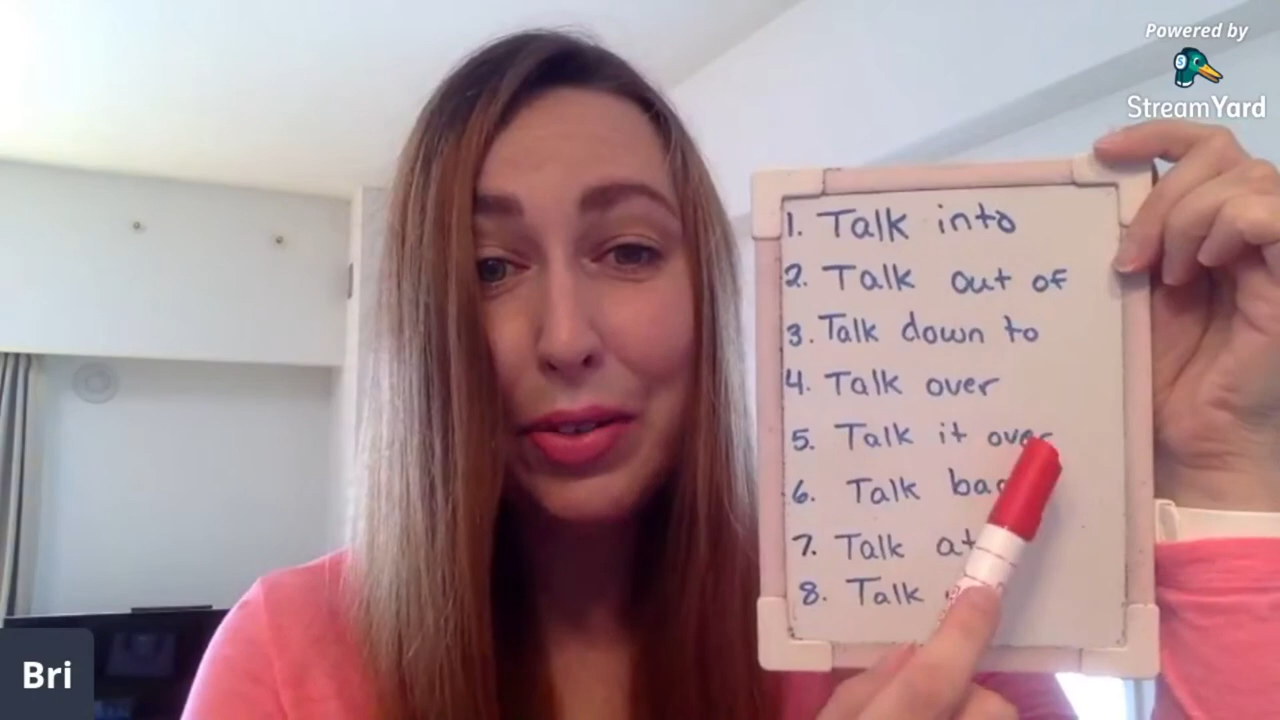 Powered by
StreamYard
1. Talk into
2. Talk out of
3. Talk down to
4. Talk over
5. Talk it over
6. Talk
7. Talk at
8. Talk
Bri